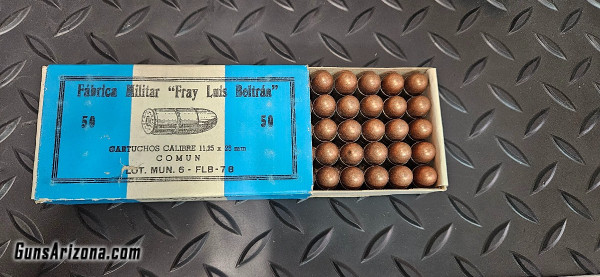 Fábrica Militar "Fray Luis Beltrán"
50 50
CARTUCHOS CALIBRE 11,25 x 23 mm
COMUN
LOT. MUN. 6 - FLB-78
GunsArizona.com